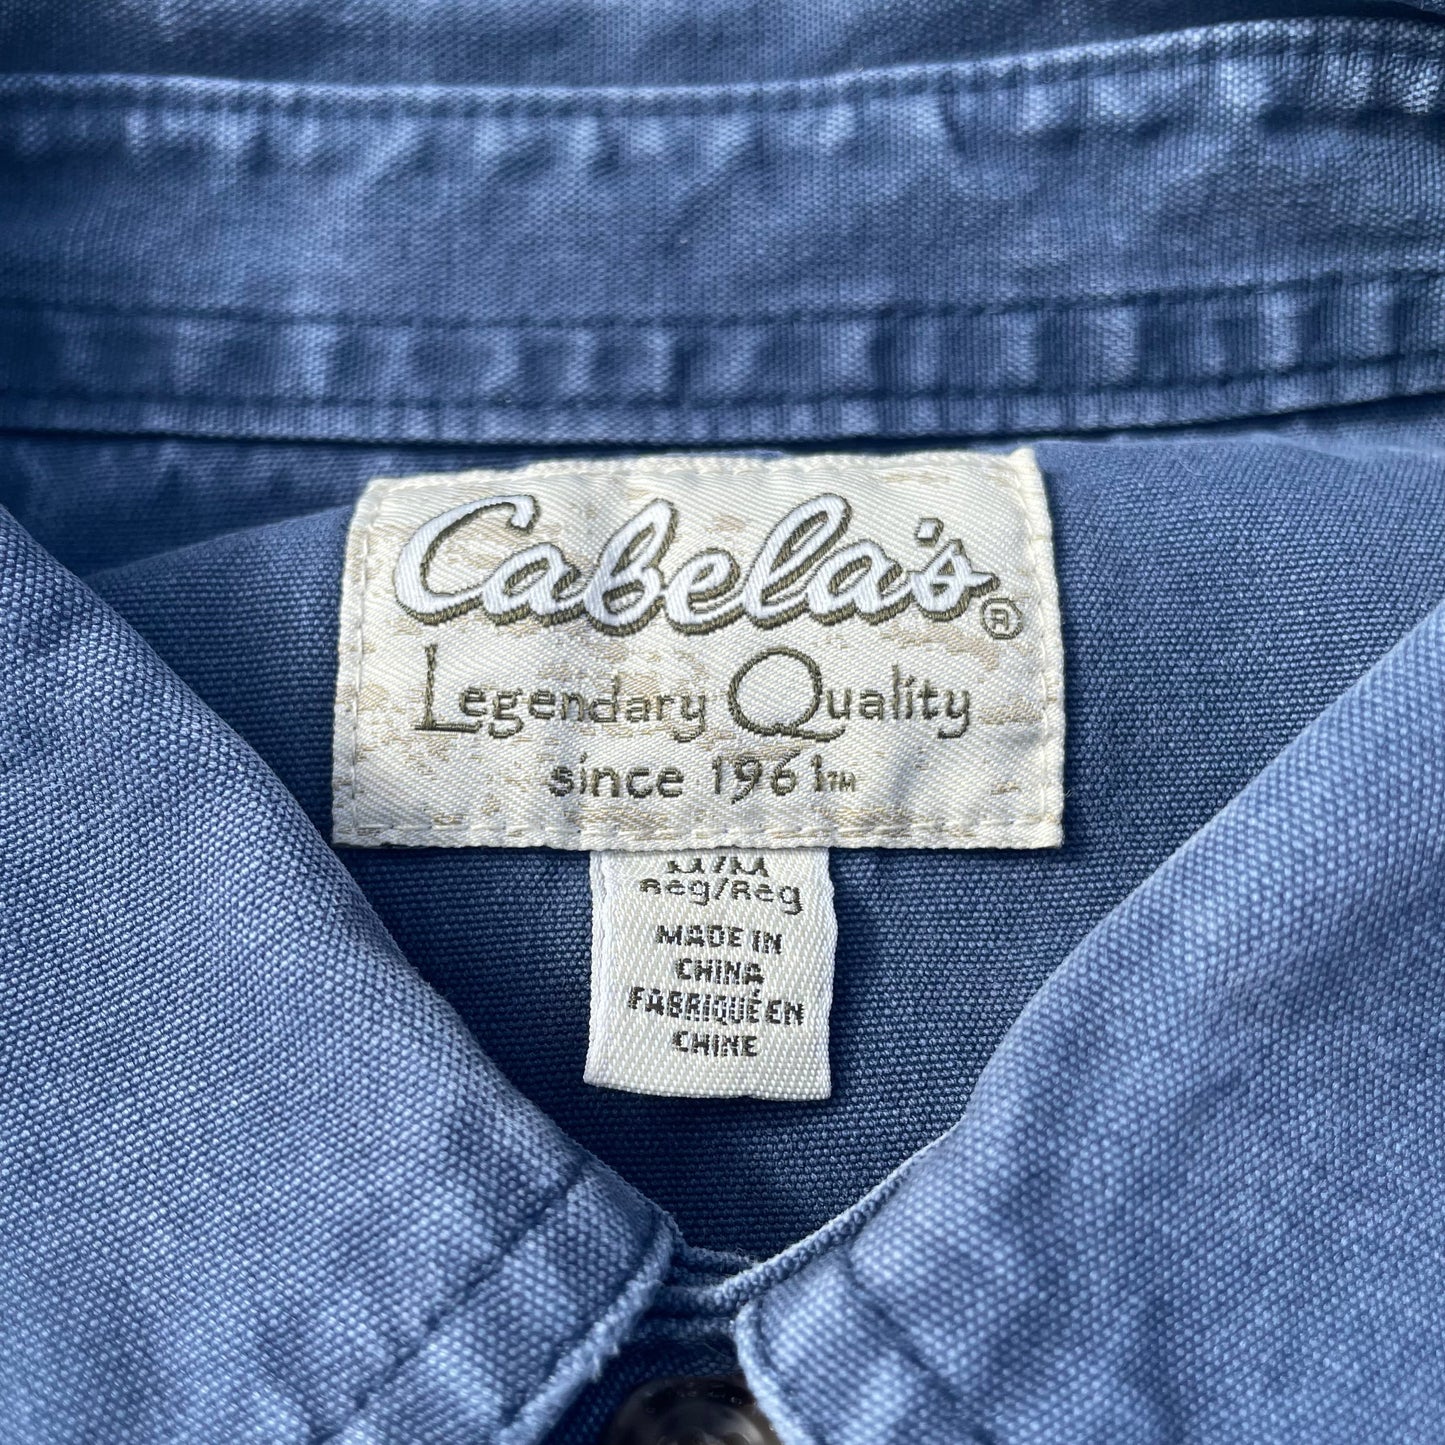 Cabela's®
Legendary Quality
since 1961™
M/M
Reg/Reg
MADE IN
CHINA
FABRIQUÉ EN
CHINE